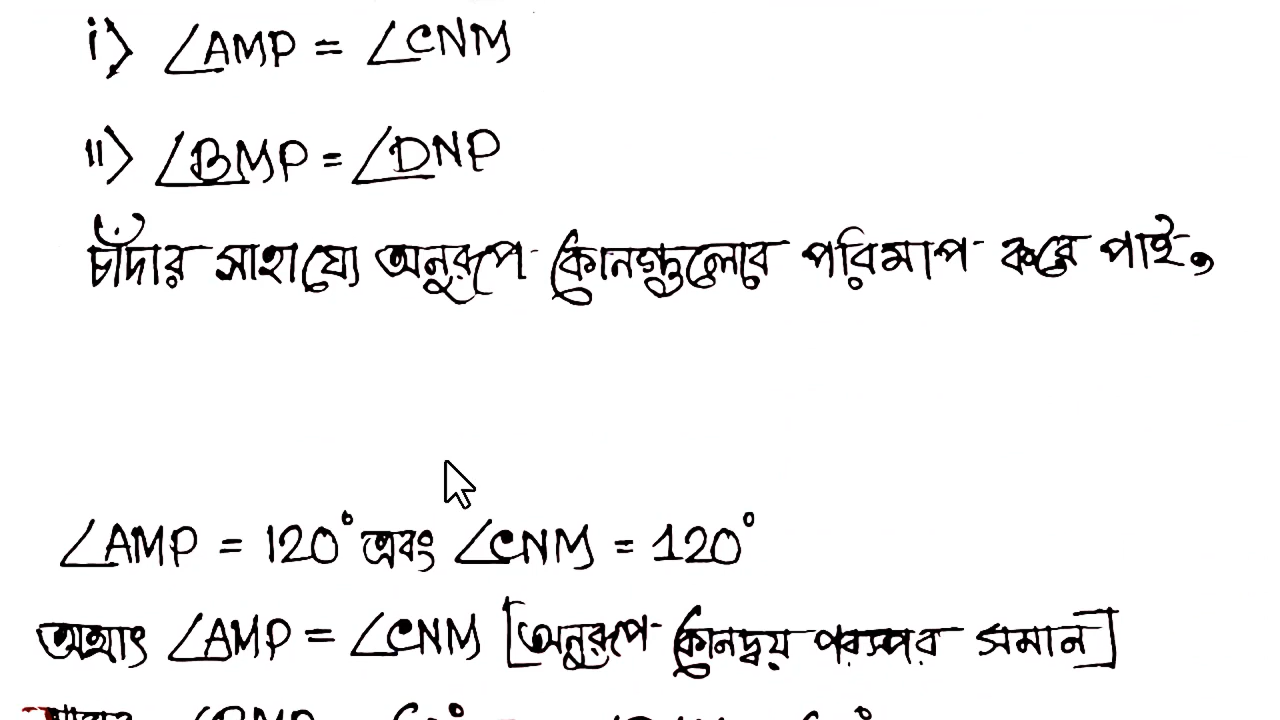 i) ∠AMP = ∠CNM
ii) ∠BMP = ∠DNP
চাঁদার সাহায্যে অনুরূপ কোনগুলোর পরিমাপ করে পাই,
∠AMP = 120° এবং ∠CNM = 120°
অর্থাৎ ∠AMP = ∠CNM [অনুরূপ কোনদ্বয় পরস্পর সমান]